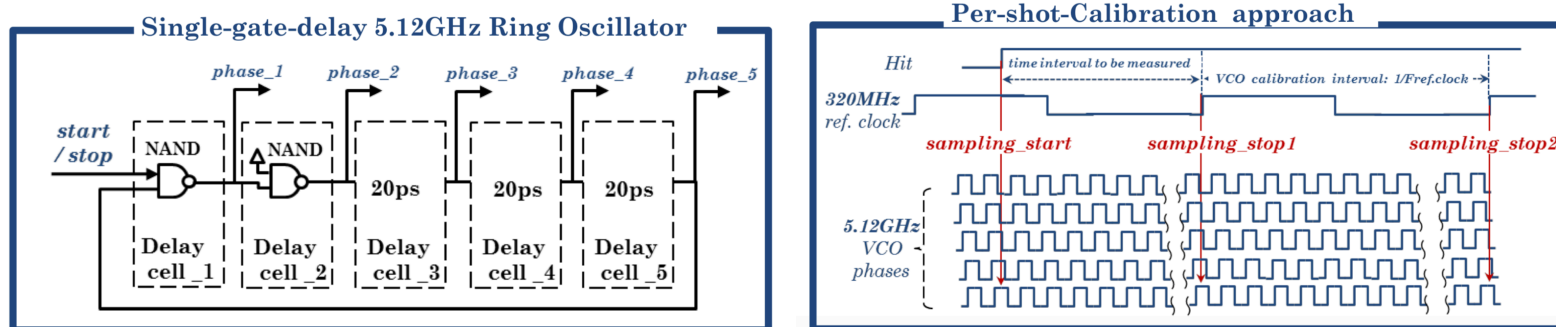 Single-gate-delay 5.12GHz Ring Oscillator
phase_1
phase_2
phase_3
phase_4
phase_5
start
/ stop
NAND
NAND
20ps
20ps
20ps
Delay
cell _1
Delay
cell _2
Delay
cell _3
Delay
cell _4
Delay
cell _5
Per-shot-Calibration approach
Hit
time interval to be measured
VCO calibration interval: 1/Fref.clock
320MHz
ref. clock
sampling_start
sampling_stop1
sampling_stop2
5.12GHz
VCO
phases